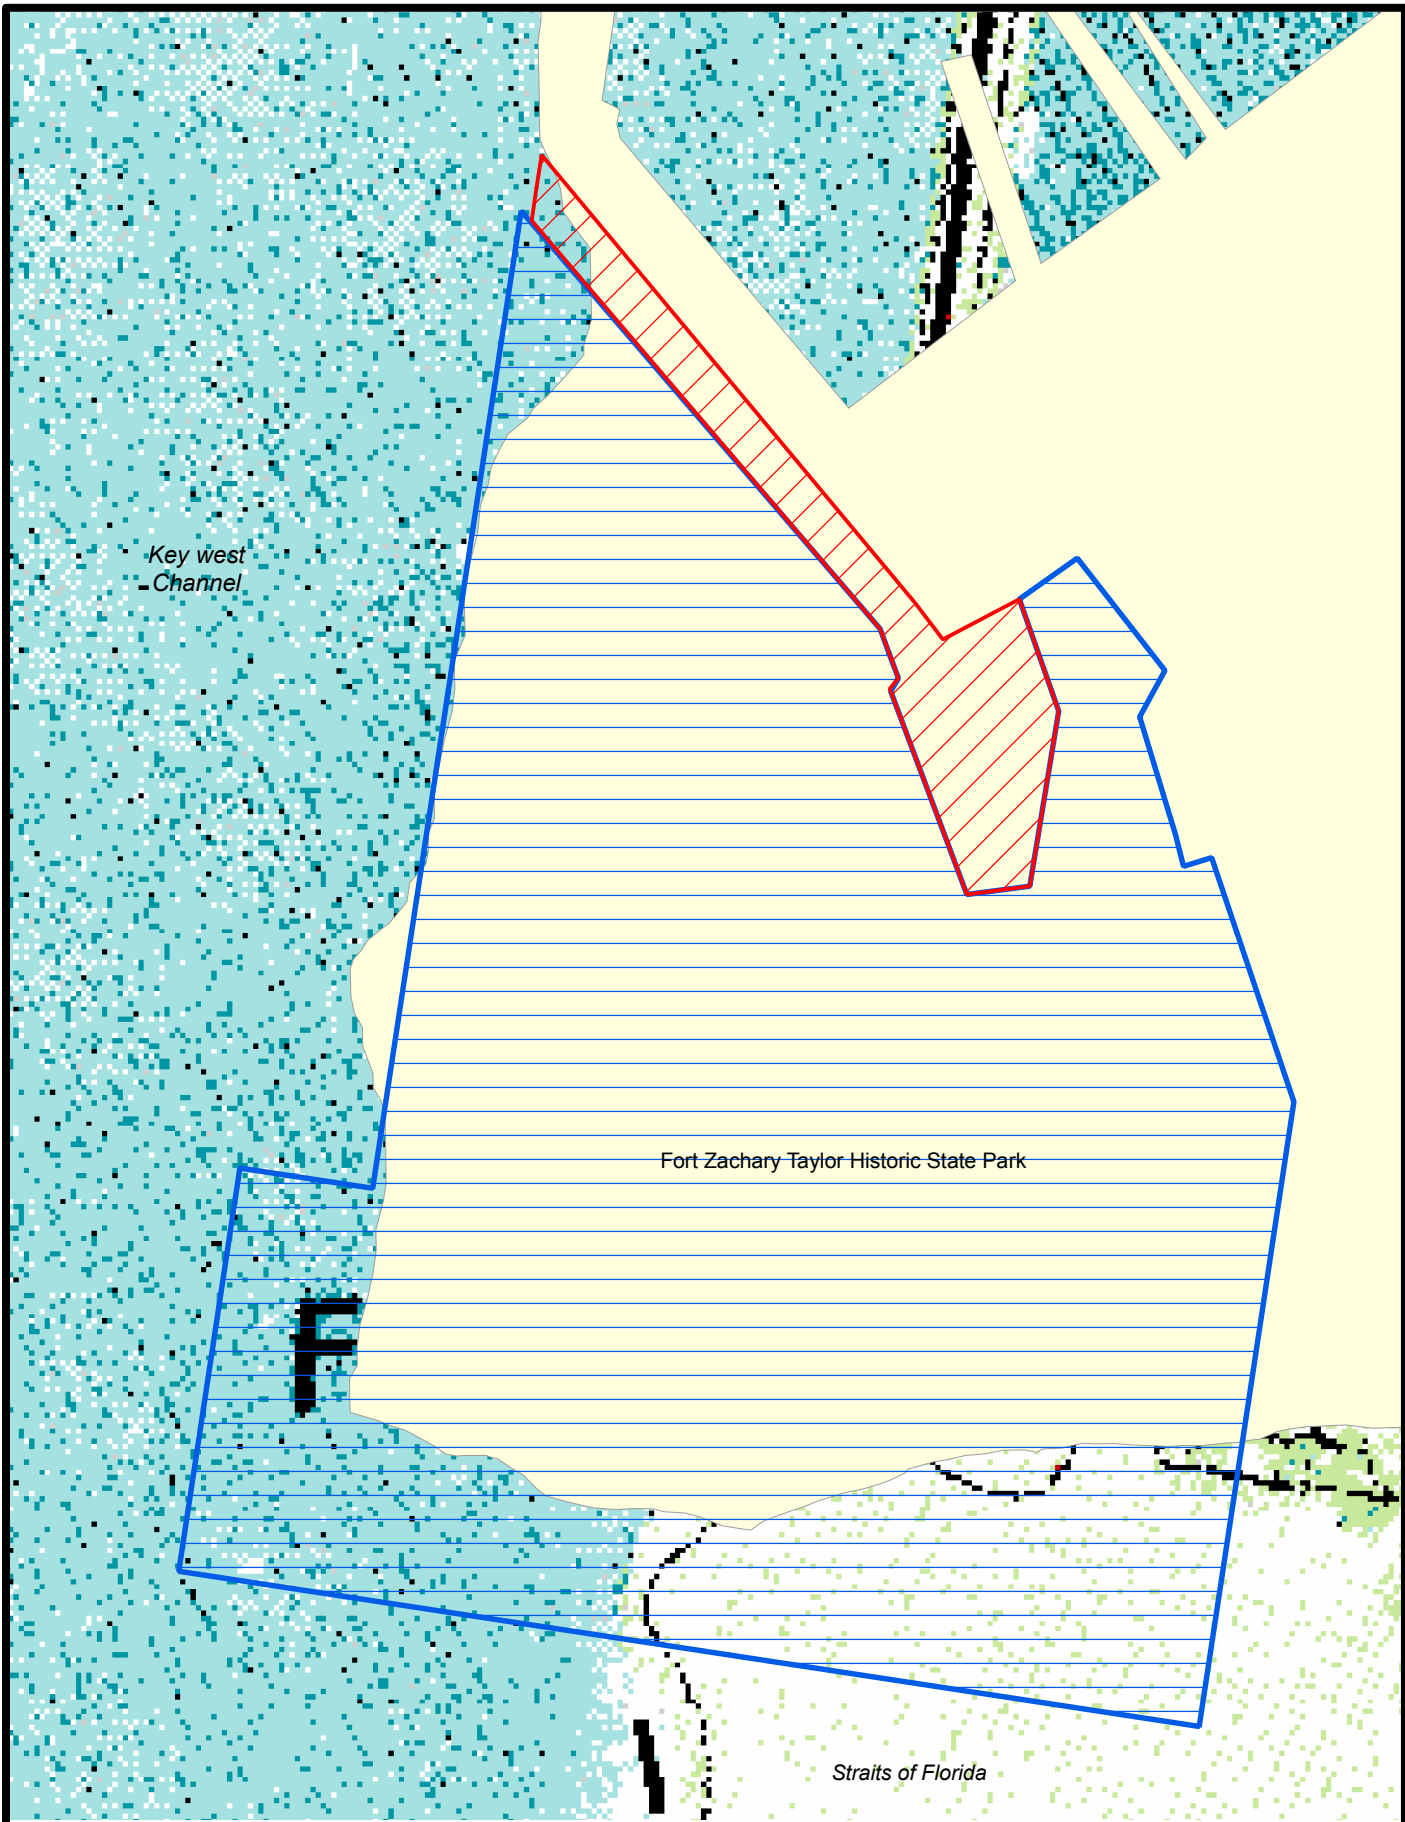 Key west
Channel
Fort Zachary Taylor Historic State Park
F
Straits of Florida